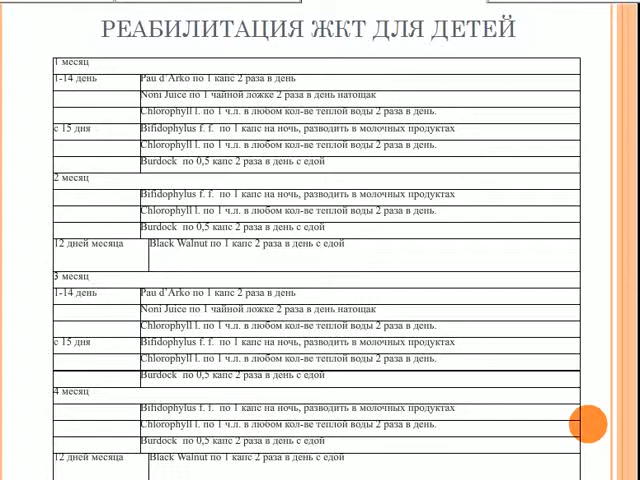 РЕАБИЛИТАЦИЯ ЖКТ ДЛЯ ДЕТЕЙ
1 месяц
1-14 день Pau d’Arko по 1 капс 2 раза в день
Noni Juice по 1 чайной ложке 2 раза в день натощак
Chlorophyll l. по 1 ч.л. в любом кол-ве теплой воды 2 раза в день.
с 15 дня Bifidophylus f. f. по 1 капс на ночь, разводить в молочных продуктах
Chlorophyll l. по 1 ч.л. в любом кол-ве теплой воды 2 раза в день.
Burdock по 0,5 капс 2 раза в день с едой
2 месяц
Bifidophylus f. f. по 1 капс на ночь, разводить в молочных продуктах
Chlorophyll l. по 1 ч.л. в любом кол-ве теплой воды 2 раза в день.
Burdock по 0,5 капс 2 раза в день с едой
12 дней месяца Black Walnut по 1 капс 2 раза в день с едой
3 месяц
1-14 день Pau d’Arko по 1 капс 2 раза в день
Noni Juice по 1 чайной ложке 2 раза в день натощак
Chlorophyll l. по 1 ч.л. в любом кол-ве теплой воды 2 раза в день.
с 15 дня Bifidophylus f. f. по 1 капс на ночь, разводить в молочных продуктах
Chlorophyll l. по 1 ч.л. в любом кол-ве теплой воды 2 раза в день.
Burdock по 0,5 капс 2 раза в день с едой
4 месяц
Bifidophylus f. f. по 1 капс на ночь, разводить в молочных продуктах
Chlorophyll l. по 1 ч.л. в любом кол-ве теплой воды 2 раза в день.
Burdock по 0,5 капс 2 раза в день с едой
12 дней месяца Black Walnut по 1 капс 2 раза в день с едой